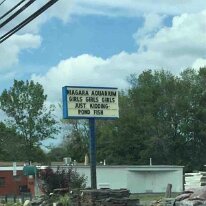 NIAGARA AQUARIUM
GIRLS GIRLS GIRLS
JUST KIDDING
POND FISH